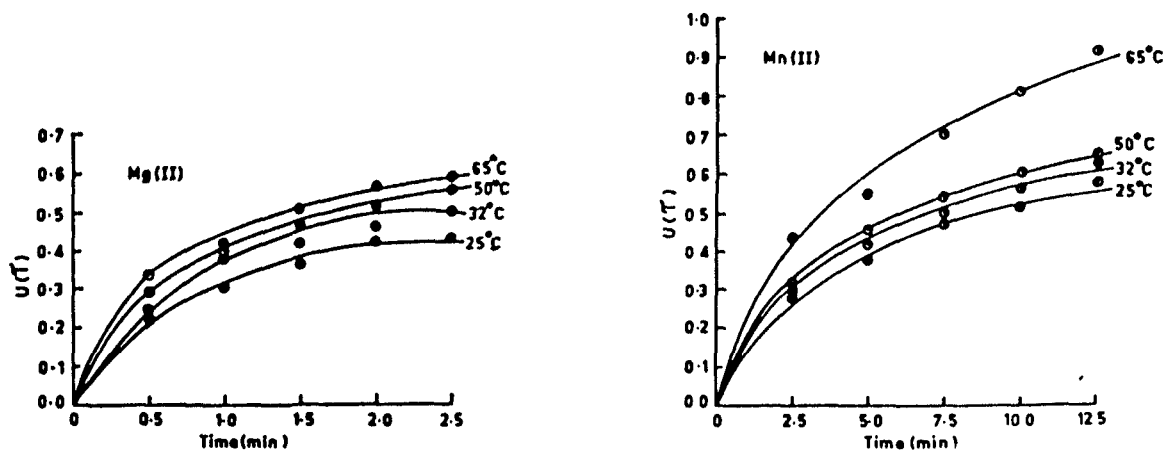 Mg(II)
0·7
0·6
0·5
0·4
0·3
0·2
0·1
0·0
U(T)
65°C
50°C
32°C
25°C
0 0·5 1·0 1·5 2·0 2·5
Time(min)
Mn(II)
1·0
0·9
0·8
0·7
0·6
0·5
0·4
0·3
0·2
0·1
0·0
U(T)
65°C
50°C
32°C
25°C
0 2·5 5·0 7·5 10·0 12·5
Time(min)